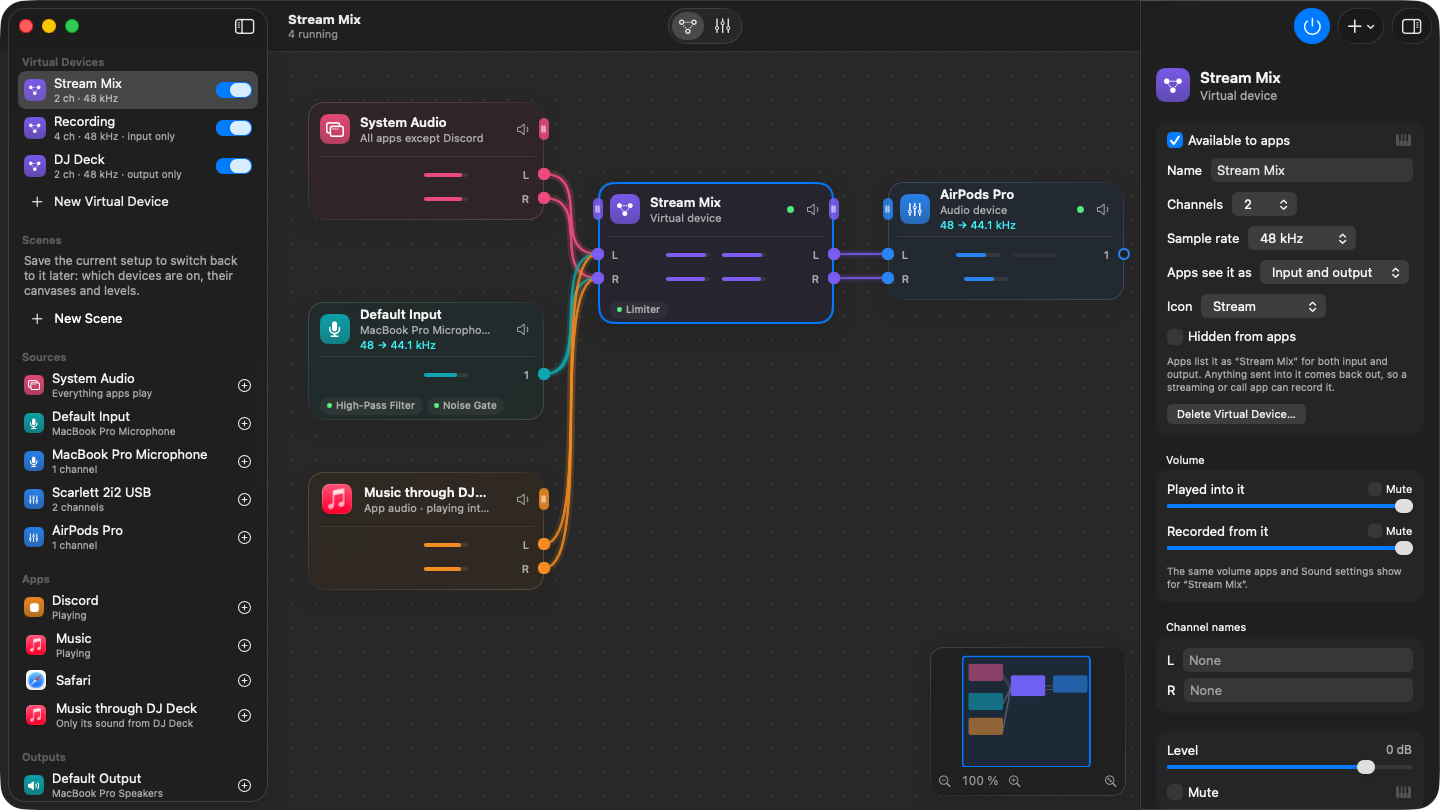 Virtual Devices
Stream Mix
2 ch · 48 kHz
Recording
4 ch · 48 kHz · input only
DJ Deck
2 ch · 48 kHz · output only
New Virtual Device
Scenes
Save the current setup to switch back
to it later: which devices are on, their
canvases and levels.
New Scene
Sources
System Audio
Everything apps play
Default Input
MacBook Pro Microphone
MacBook Pro Microphone
1 channel
Scarlett 2i2 USB
2 channels
AirPods Pro
1 channel
Apps
Discord
Playing
Music
Playing
Safari
Music through DJ Deck
Only its sound from DJ Deck
Outputs
Default Output
MacBook Pro Speakers
Stream Mix
4 running
System Audio
All apps except Discord
L
R
Default Input
MacBook Pro Micropho...
48 → 44.1 kHz
1
High-Pass Filter
Noise Gate
Music through DJ...
App audio · playing int...
L
R
Stream Mix
Virtual device
L L
R R
Limiter
AirPods Pro
Audio device
48 → 44.1 kHz
L 1
R
100 %
Stream Mix
Virtual device
Available to apps
Name Stream Mix
Channels 2
Sample rate 48 kHz
Apps see it as Input and output
Icon Stream
Hidden from apps
Apps list it as “Stream Mix” for both input and
output. Anything sent into it comes back out, so a
streaming or call app can record it.
Delete Virtual Device...
Volume
Played into it Mute
Recorded from it Mute
The same volume apps and Sound settings show
for “Stream Mix”.
Channel names
L None
R None
Level 0 dB
Mute